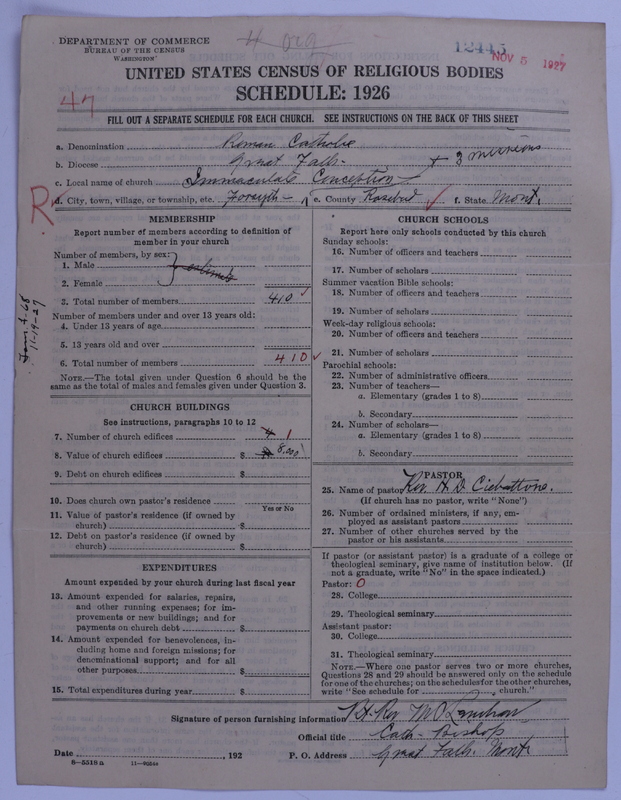 DEPARTMENT OF COMMERCE
BUREAU OF THE CENSUS
WASHINGTON
12445
NOV 5 1927
UNITED STATES CENSUS OF RELIGIOUS BODIES
SCHEDULE: 1926
47
FILL OUT A SEPARATE SCHEDULE FOR EACH CHURCH. SEE INSTRUCTIONS ON THE BACK OF THIS SHEET
a. Denomination Roman Catholic
b. Diocese Great Falls + 3 missions
c. Local name of church Immaculate Conception
R
d. City, town, village, or township, etc. Forsyth e. County Rosebud f. State Mont.
MEMBERSHIP
Report number of members according to definition of
member in your church
Number of members, by sex:
1. Male
estimate
2. Female
3. Total number of members 410
Number of members under and over 13 years old:
4. Under 13 years of age
5. 13 years old and over
6. Total number of members 410
NOTE.—The total given under Question 6 should be the
same as the total of males and females given under Question 3.
11-19-27
CHURCH BUILDINGS
See instructions, paragraphs 10 to 12
7. Number of church edifices 4 1
8. Value of church edifices $ 8,000
9. Debt on church edifices $
10. Does church own pastor's residence
Yes or No
11. Value of pastor's residence (if owned by
church) $
12. Debt on pastor's residence (if owned by
church) $
EXPENDITURES
Amount expended by your church during last fiscal year
13. Amount expended for salaries, repairs,
and other running expenses; for im-
provements or new buildings; and for
payments on church debt $
14. Amount expended for benevolences, in-
cluding home and foreign missions; for
denominational support; and for all
other purposes $
15. Total expenditures during year $
CHURCH SCHOOLS
Report here only schools conducted by this church
Sunday schools:
16. Number of officers and teachers
17. Number of scholars
Summer vacation Bible schools:
18. Number of officers and teachers
19. Number of scholars
Week-day religious schools:
20. Number of officers and teachers
21. Number of scholars
Parochial schools:
22. Number of administrative officers
23. Number of teachers—
a. Elementary (grades 1 to 8)
b. Secondary
24. Number of scholars—
a. Elementary (grades 1 to 8)
b. Secondary
PASTOR
25. Name of pastor Rev. A. D. Ciebattone.
(If church has no pastor, write "None")
26. Number of ordained ministers, if any, em-
ployed as assistant pastors
27. Number of other churches served by the
pastor or his assistants
If pastor (or assistant pastor) is a graduate of a college or
theological seminary, give name of institution below. (If
not a graduate, write "No" in the space indicated.)
Pastor: O
28. College
29. Theological seminary
Assistant pastor:
30. College
31. Theological seminary
NOTE.—Where one pastor serves two or more churches,
Questions 28 and 29 should be answered only on the schedule
for one of the churches; on the schedules for the other churches,
write "See schedule for church."
Signature of person furnishing information Rt. Rev M O'Lenihan
Official title Cath- Bishop
Date , 192 P. O. Address Great Falls. Mont
8—5518 a